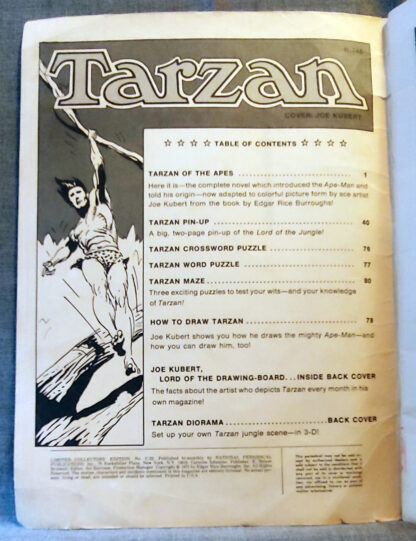 Tarzan
COVER: JOE KUBERT
☆ ☆ ☆ ☆ TABLE OF CONTENTS ☆ ☆ ☆ ☆
TARZAN OF THE APES ........................... 1
Here it is—the complete novel which introduced the Ape-Man and
told his origin—now adapted to colorful picture form by ace artist
Joe Kubert from the book by Edgar Rice Burroughs!
TARZAN PIN-UP ........................... 40
A big, two-page pin-up of the Lord of the Jungle!
TARZAN CROSSWORD PUZZLE ........................... 76
TARZAN WORD PUZZLE ........................... 77
TARZAN MAZE ........................... 80
Three exciting puzzles to test your wits—and your knowledge
of Tarzan!
HOW TO DRAW TARZAN ........................... 78
Joe Kubert shows you how he draws the mighty Ape-Man—and
how you can draw him, too!
JOE KUBERT,
LORD OF THE DRAWING-BOARD...INSIDE BACK COVER
The facts about the artist who depicts Tarzan every month in his
own magazine!
TARZAN DIORAMA ........................... BACK COVER
Set up your own Tarzan jungle scene—in 3-D!